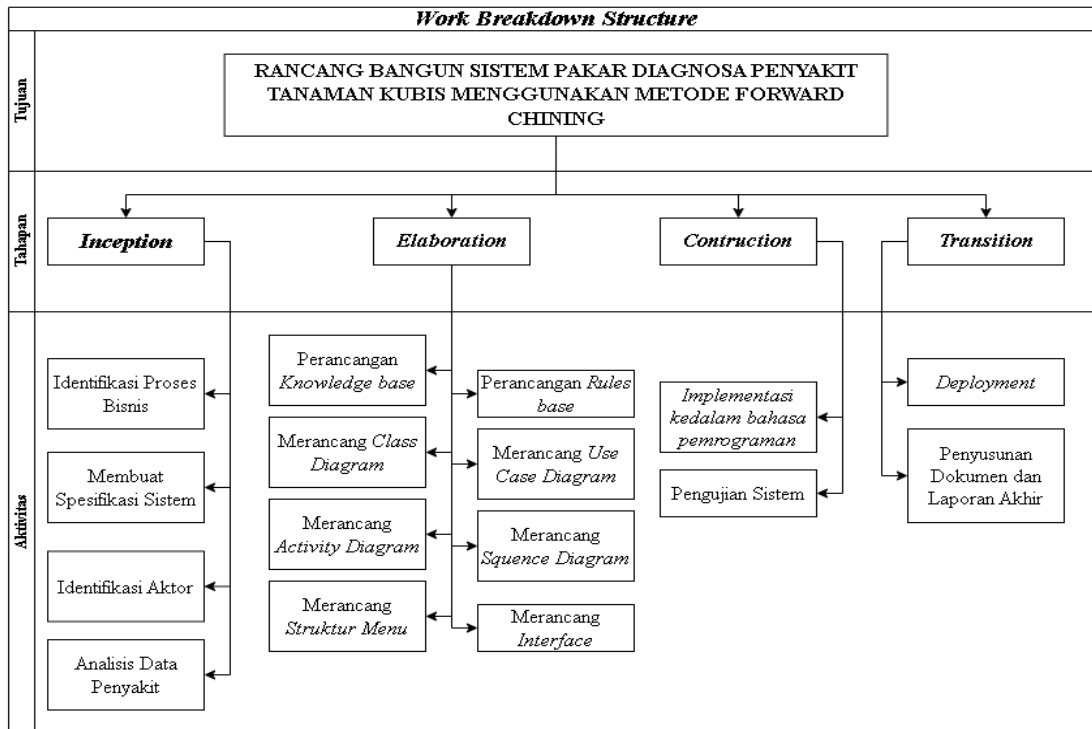 Work Breakdown Structure
Tujuan
RANCANG BANGUN SISTEM PAKAR DIAGNOSA PENYAKIT
TANAMAN KUBIS MENGGUNAKAN METODE FORWARD
CHINING
Tahapan
Inception
Elaboration
Contruction
Transition
Aktivitas
Identifikasi Proses
Bisnis
Membuat
Spesifikasi Sistem
Identifikasi Aktor
Analisis Data
Penyakit
Perancangan
Knowledge base
Perancangan Rules
base
Merancang Class
Diagram
Merancang Use
Case Diagram
Merancang
Activity Diagram
Merancang
Squence Diagram
Merancang
Struktur Menu
Merancang
Interface
Implementasi
kedalam bahasa
pemrograman
Pengujian Sistem
Deployment
Penyusunan
Dokumen dan
Laporan Akhir